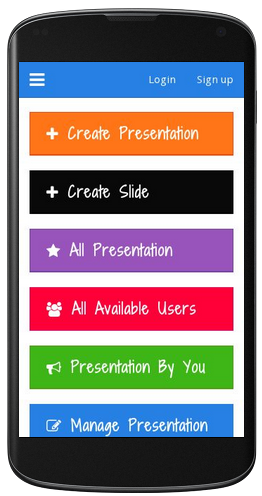 Login Sign up
Create Presentation
Create Slide
All Presentation
All Available Users
Presentation By You
Manage Presentation